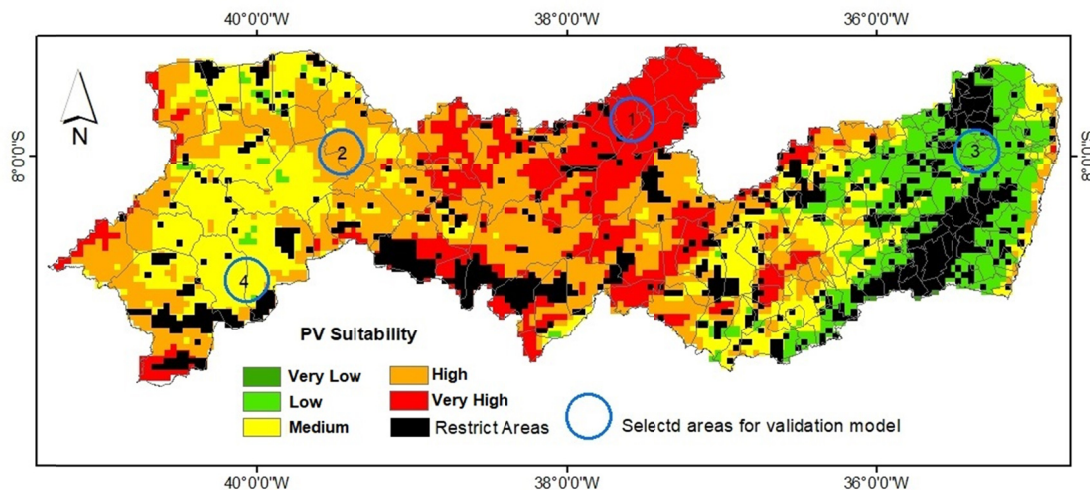 40°0'0"W 38°0'0"W 36°0'0"W
8°0'0"S
8°0'0"S
N
1
2
3
4
PV Suitability
Very Low
Low
Medium
High
Very High
Restrict Areas
Selectd areas for validation model
40°0'0"W 38°0'0"W 36°0'0"W